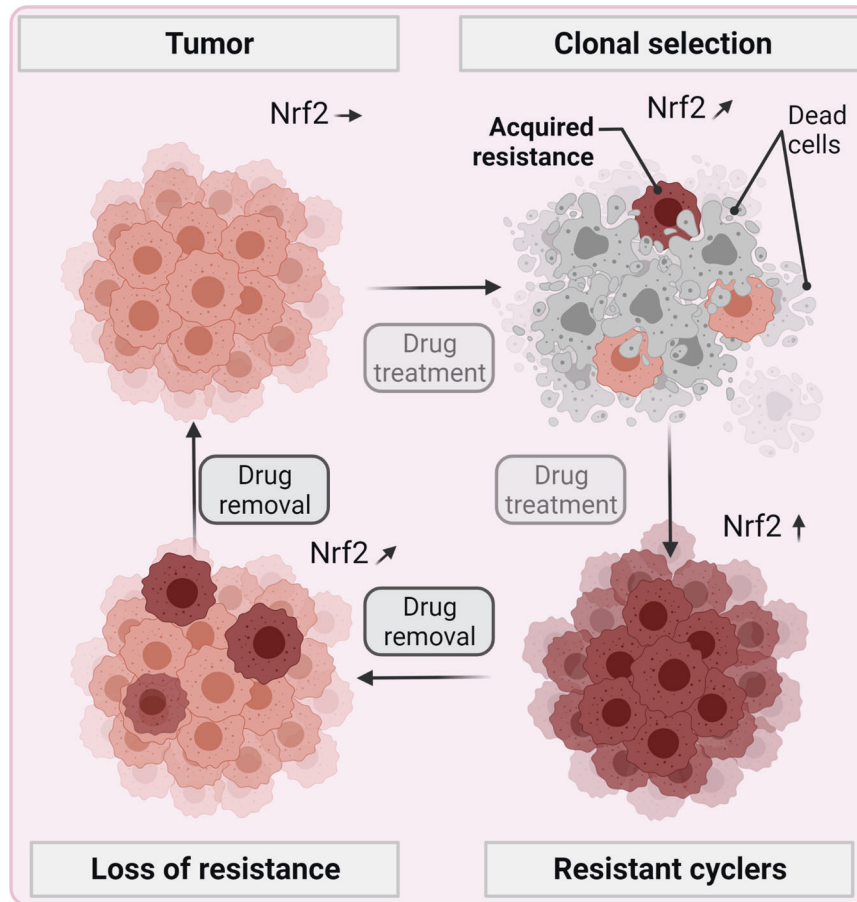 Tumor
Clonal selection
Nrf2 →
Nrf2 ↗
Acquired
resistance
Dead
cells
Drug
treatment
Drug
removal
Drug
treatment
Nrf2 ↗
Nrf2 ↑
Drug
removal
Loss of resistance
Resistant cyclers